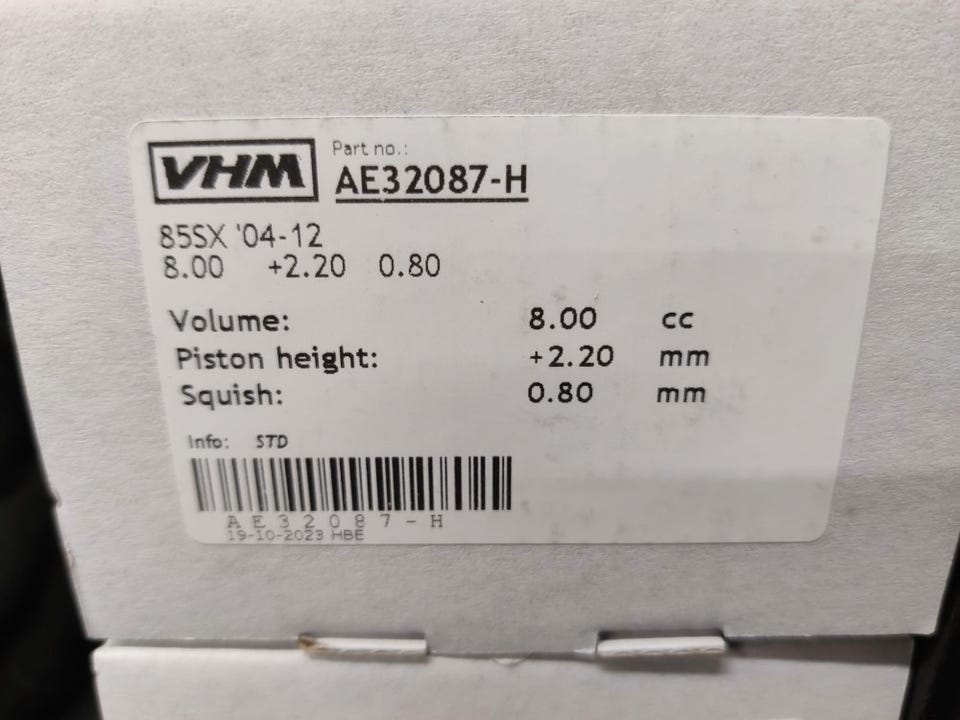 VHM
Part no.:
AE32087-H
85SX '04-12
8.00 +2.20 0.80
Volume: 8.00 cc
Piston height: +2.20 mm
Squish: 0.80 mm
Info: STD
AE32087-H
19-10-2023 HBE